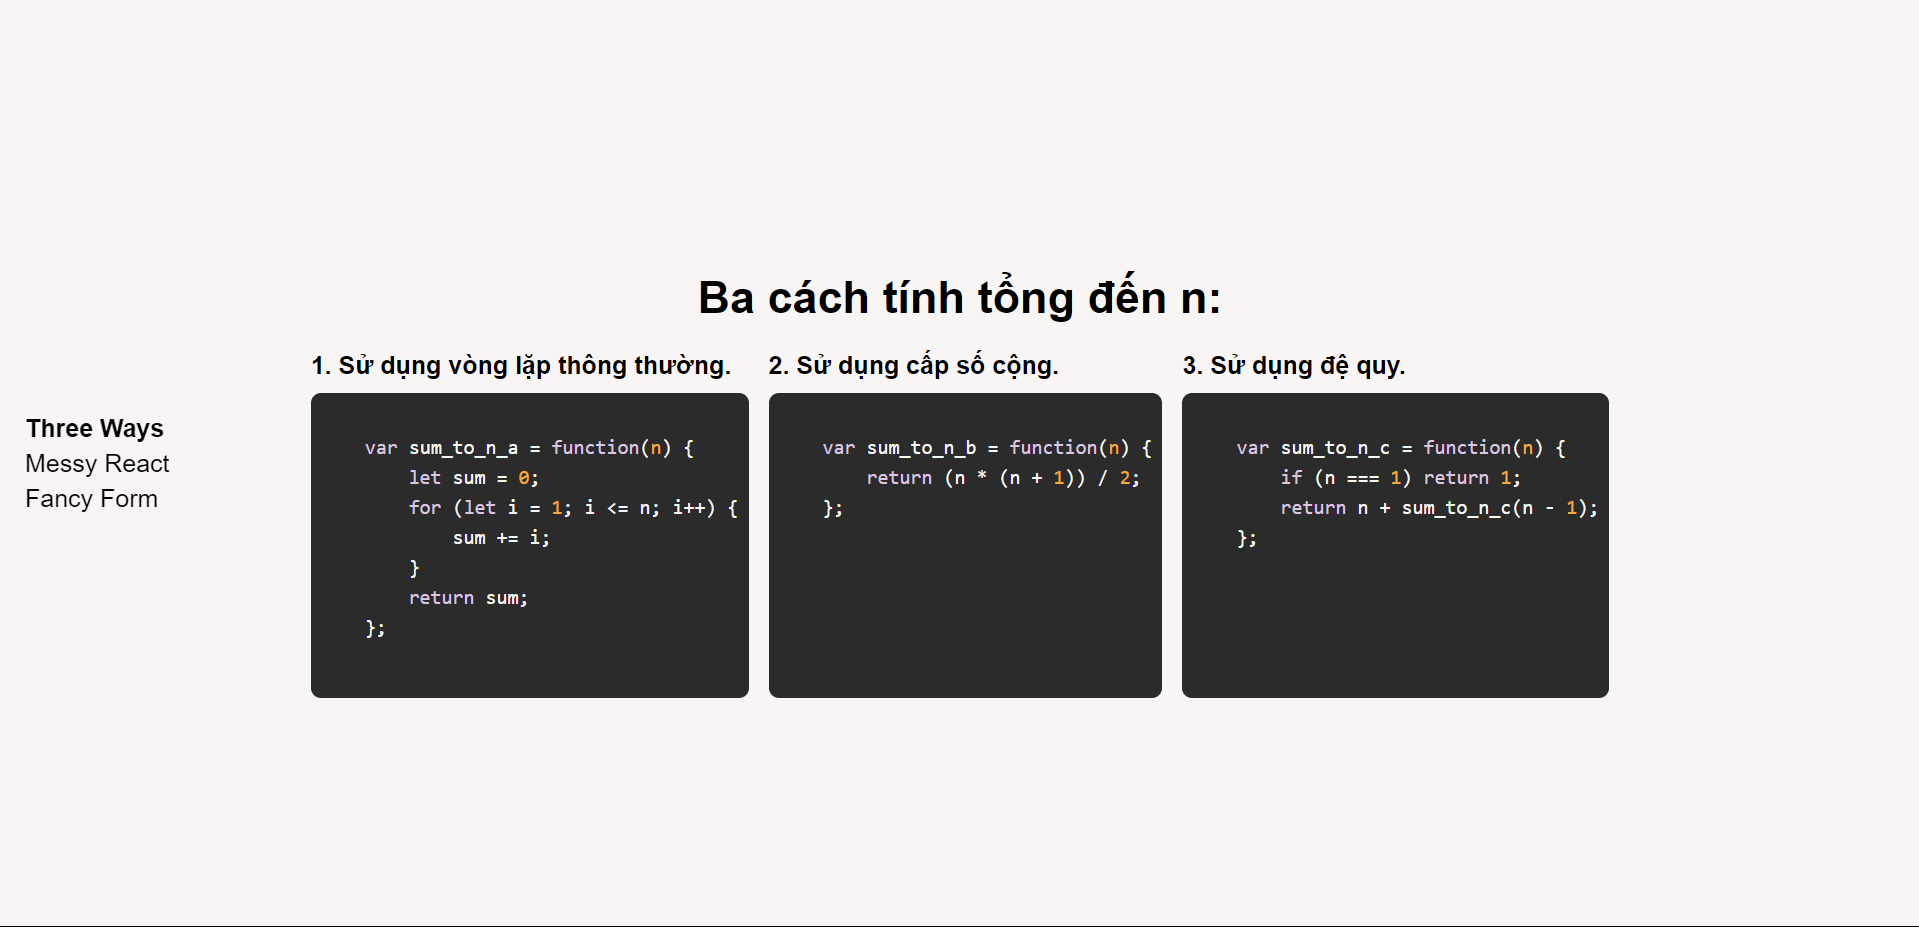 Ba cách tính tổng đến n:
Three Ways
Messy React
Fancy Form
1. Sử dụng vòng lặp thông thường.
var sum_to_n_a = function(n) {
    let sum = 0;
    for (let i = 1; i <= n; i++) {
        sum += i;
    }
    return sum;
};
2. Sử dụng cấp số cộng.
var sum_to_n_b = function(n) {
    return (n * (n + 1)) / 2;
};
3. Sử dụng đệ quy.
var sum_to_n_c = function(n) {
    if (n === 1) return 1;
    return n + sum_to_n_c(n - 1);
};